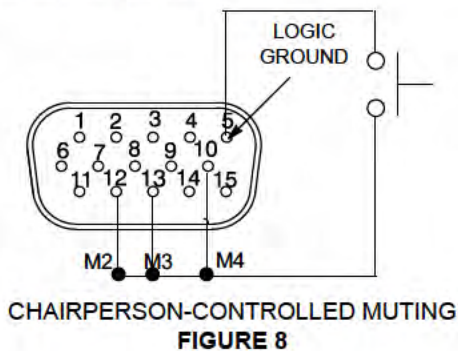 LOGIC
GROUND
1 2 3 4 5
6 7 8 9 10
11 12 13 14 15
M2 M3 M4
CHAIRPERSON-CONTROLLED MUTING
FIGURE 8